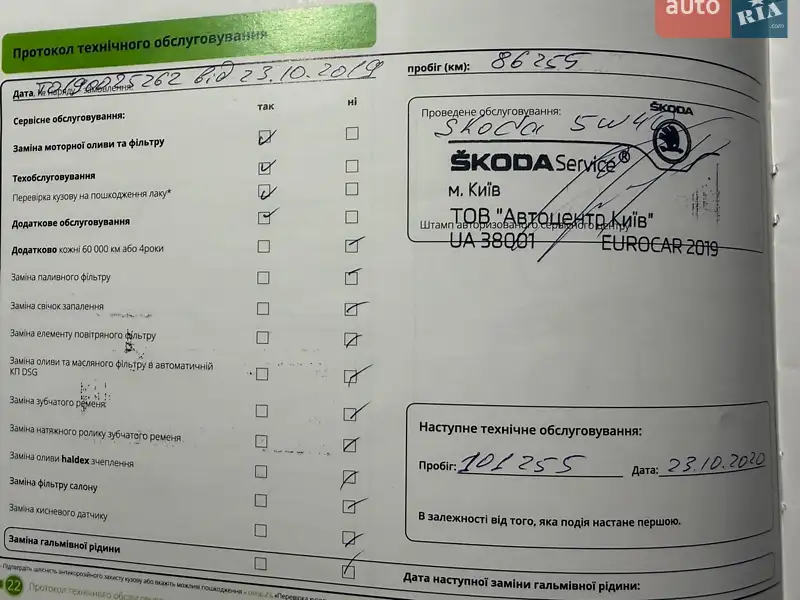 auto RIA .com
Протокол технічного обслуговування
Дата, № наряду - замовлення:
ТО190025262 від 23.10.2019
пробіг (км): 86255
так ні
Сервісне обслуговування:
Заміна моторної оливи та фільтру
Техобслуговування
Перевірка кузову на пошкодження лаку*
Додаткове обслуговування
Додатково кожні 60 000 км або 4роки
Заміна паливного фільтру
Заміна свічок запалення
Заміна елементу повітряного фільтру
Заміна оливи та масляного фільтру в автоматичній
КП DSG
Заміна зубчатого ременя
Заміна натяжного ролику зубчатого ременя
Заміна оливи haldex зчеплення
Заміна фільтру салону
Заміна кисневого датчику
Заміна гальмівної рідини
22
Протокол технічного обслуговування
Проведене обслуговування:
Skoda 5W40
ŠKODA
ŠKODA Service®
м. Київ
ТОВ "Автоцентр Київ"
Штамп авторизованого сервісного центру
UA 38001 EUROCAR 2019
Наступне технічне обслуговування:
Пробіг: 101255 Дата: 23.10.2020
В залежності від того, яка подія настане першою.
Дата наступної заміни гальмівної рідини: